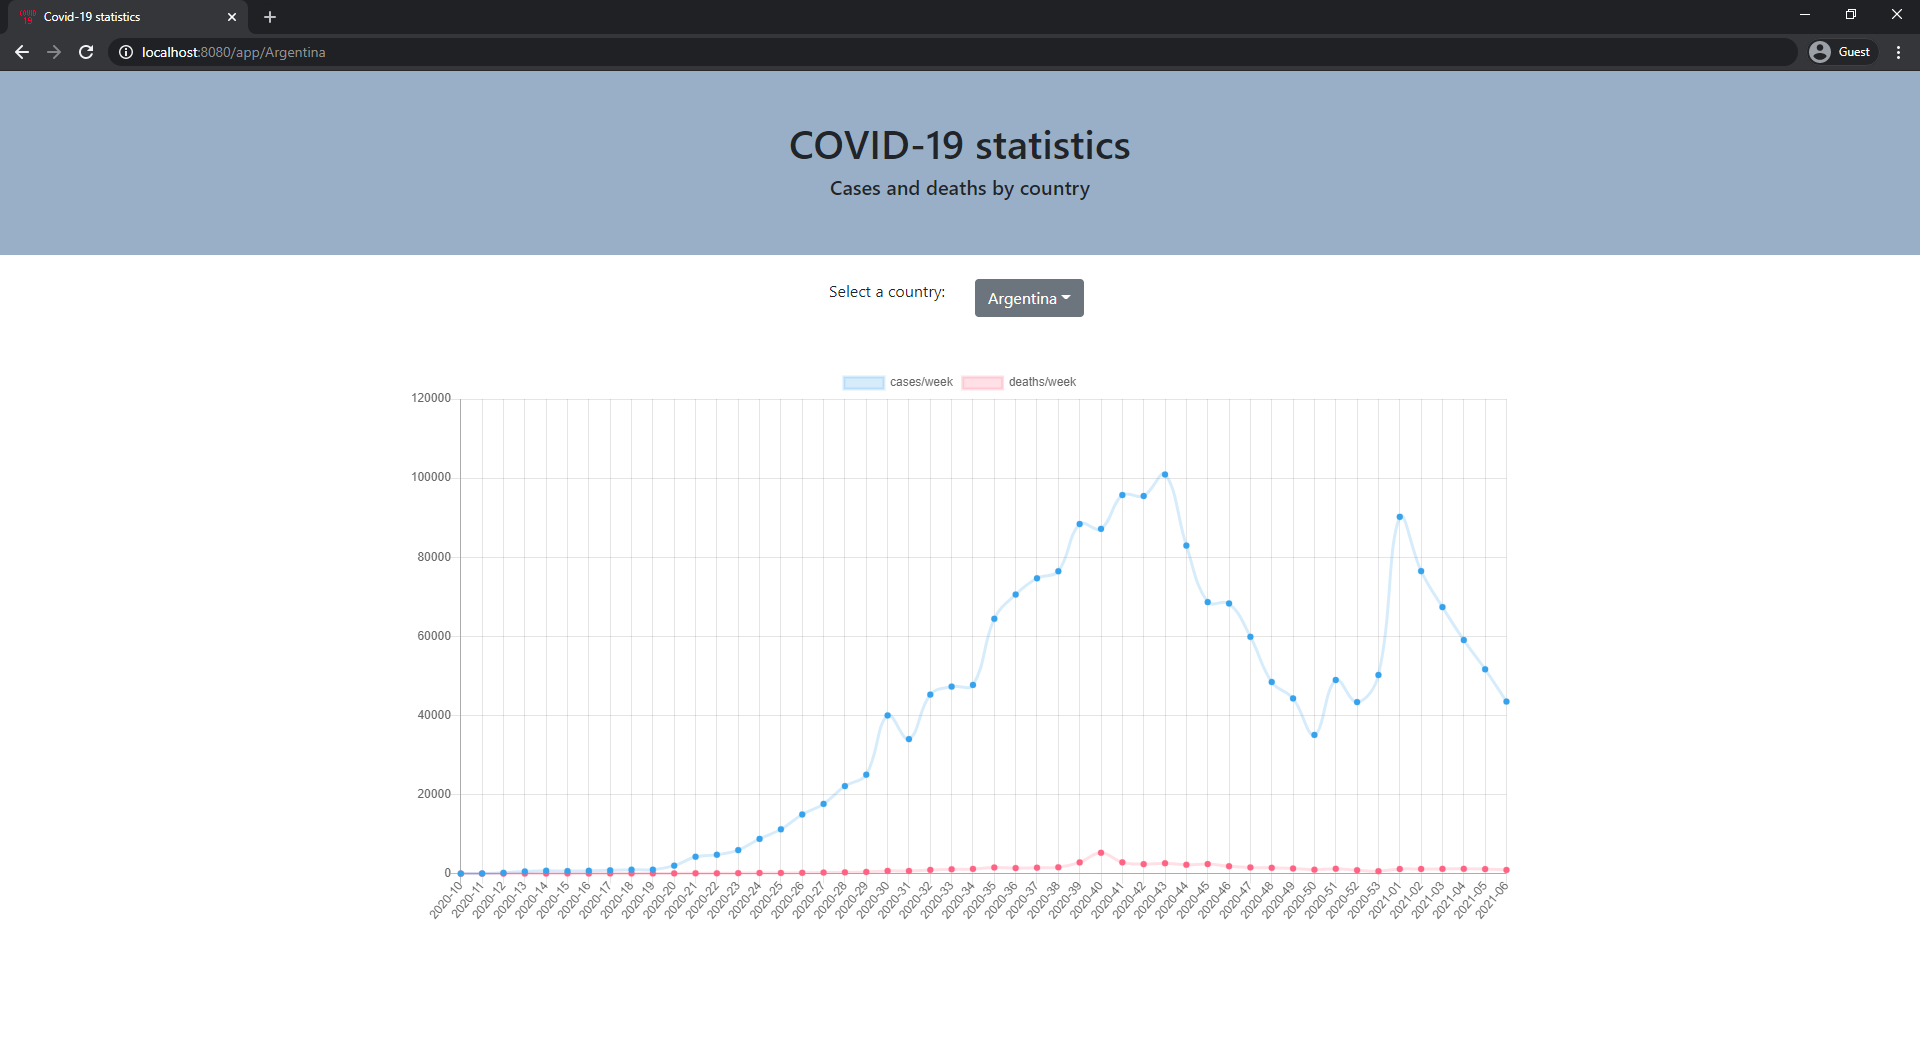 Covid-19 statistics
localhost:8080/app/Argentina
Guest
COVID-19 statistics
Cases and deaths by country
Select a country:
Argentina
cases/week deaths/week
120000
100000
80000
60000
40000
20000
0
2020-10 2020-11 2020-12 2020-13 2020-14 2020-15 2020-16 2020-17 2020-18 2020-19 2020-20 2020-21 2020-22 2020-23 2020-24 2020-25 2020-26 2020-27 2020-28 2020-29 2020-30 2020-31 2020-32 2020-33 2020-34 2020-35 2020-36 2020-37 2020-38 2020-39 2020-40 2020-41 2020-42 2020-43 2020-44 2020-45 2020-46 2020-47 2020-48 2020-49 2020-50 2020-51 2020-52 2020-53 2021-01 2021-02 2021-03 2021-04 2021-05 2021-06